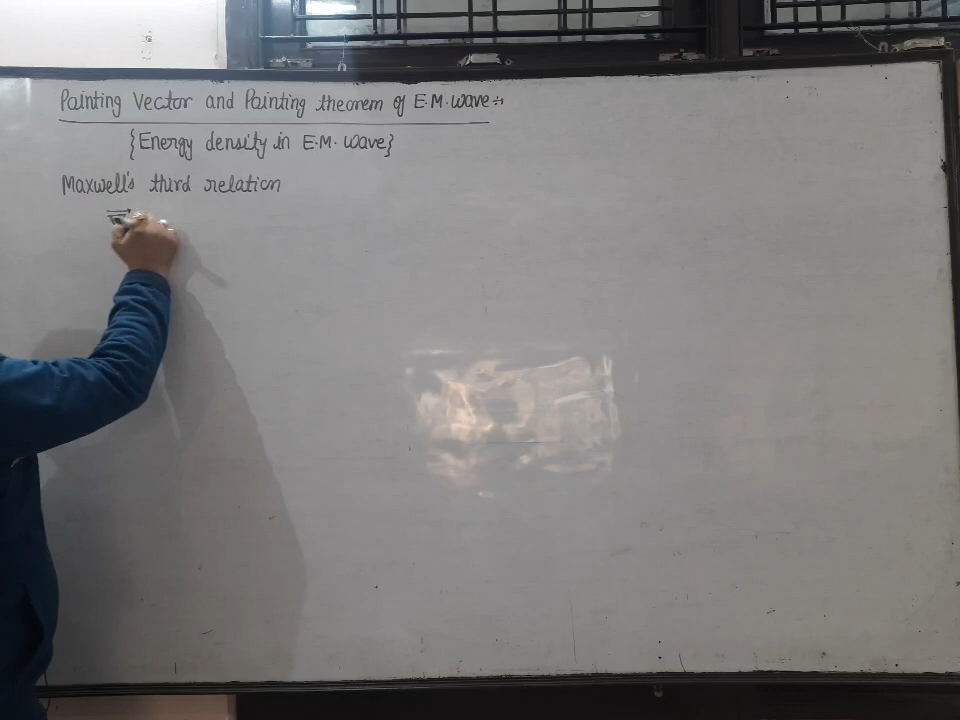 Painting Vector and Painting theorem of E.M. wave÷
{Energy density in E.M. wave}
Maxwell's third relation